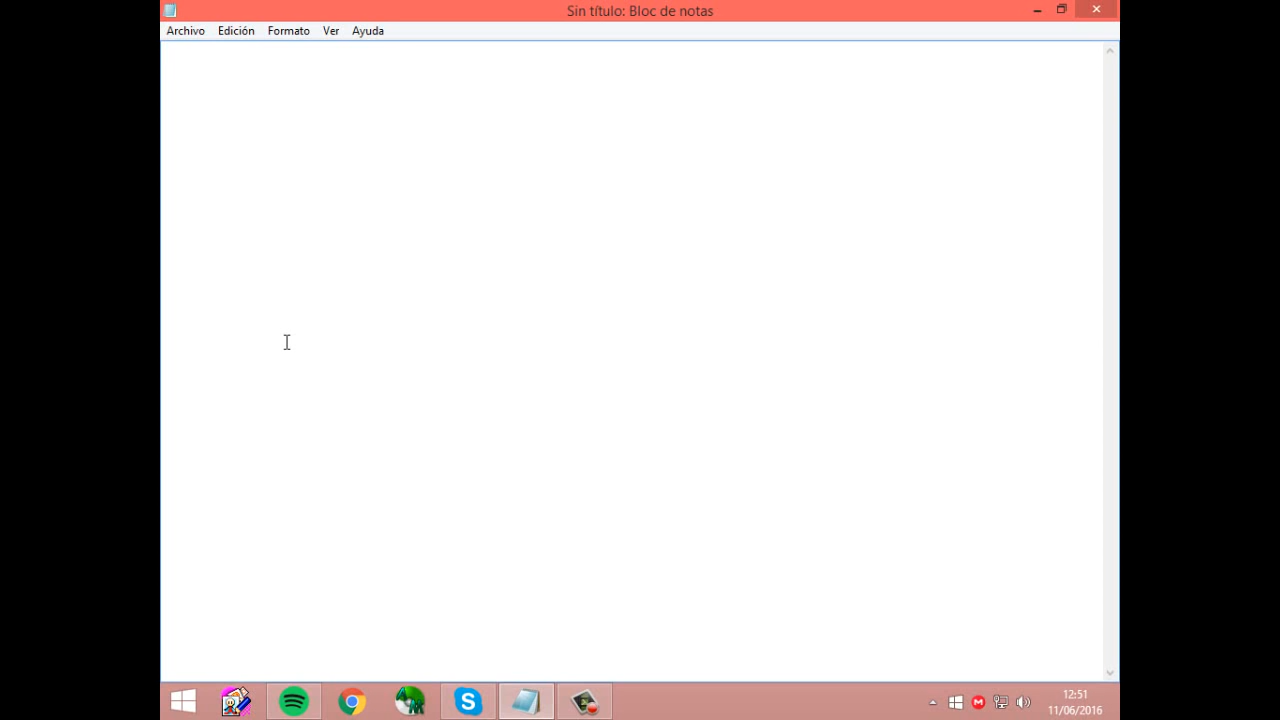 Sin título: Bloc de notas
Archivo Edición Formato Ver Ayuda
12:51
11/06/2016